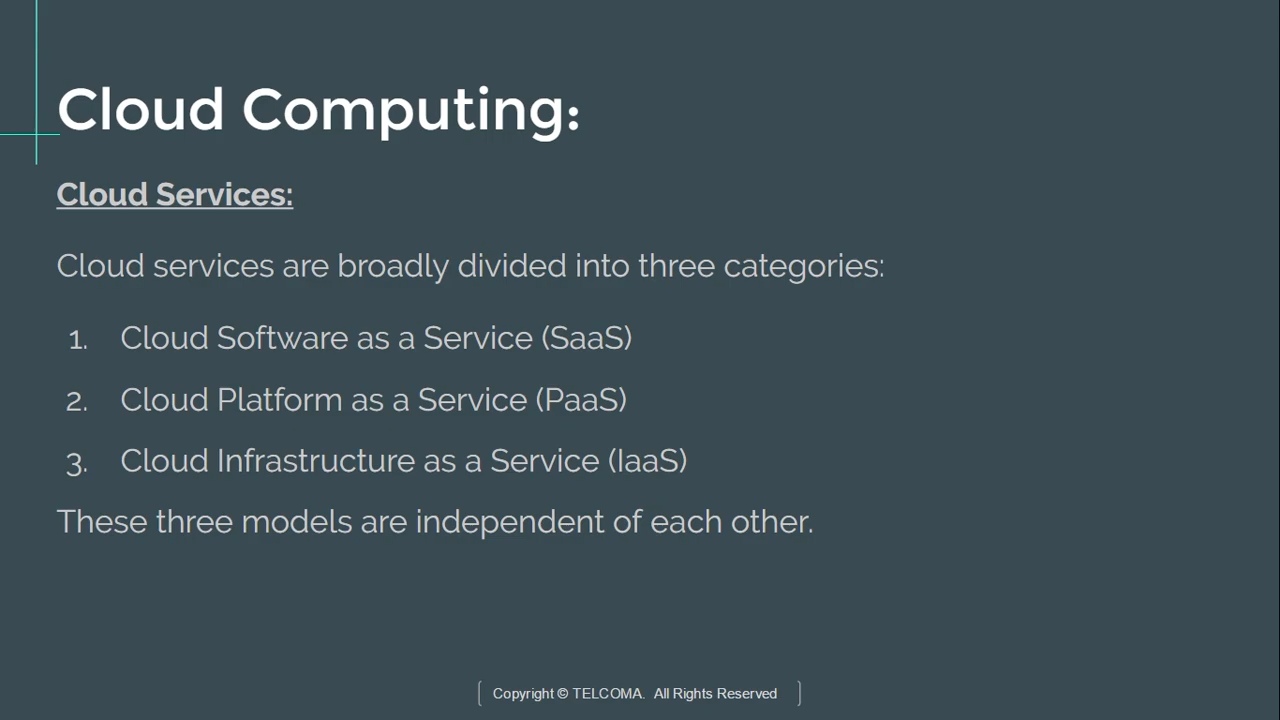 Cloud Computing:
Cloud Services:
Cloud services are broadly divided into three categories:
1. Cloud Software as a Service (SaaS)
2. Cloud Platform as a Service (PaaS)
3. Cloud Infrastructure as a Service (IaaS)
These three models are independent of each other.
Copyright © TELCOMA. All Rights Reserved